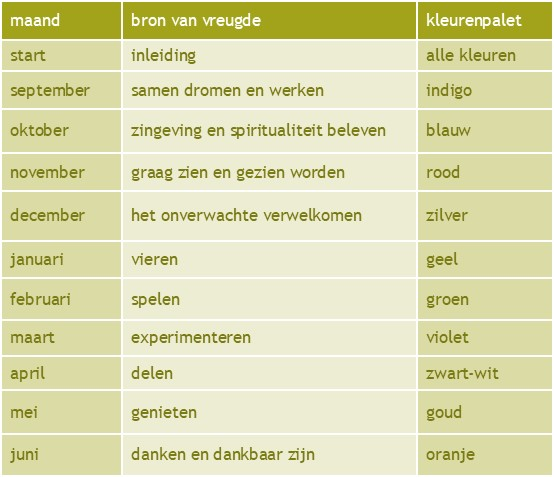 maand bron van vreugde kleurenpalet
start inleiding alle kleuren
september samen dromen en werken indigo
oktober zingeving en spiritualiteit beleven blauw
november graag zien en gezien worden rood
december het onverwachte verwelkomen zilver
januari vieren geel
februari spelen groen
maart experimenteren violet
april delen zwart-wit
mei genieten goud
juni danken en dankbaar zijn oranje